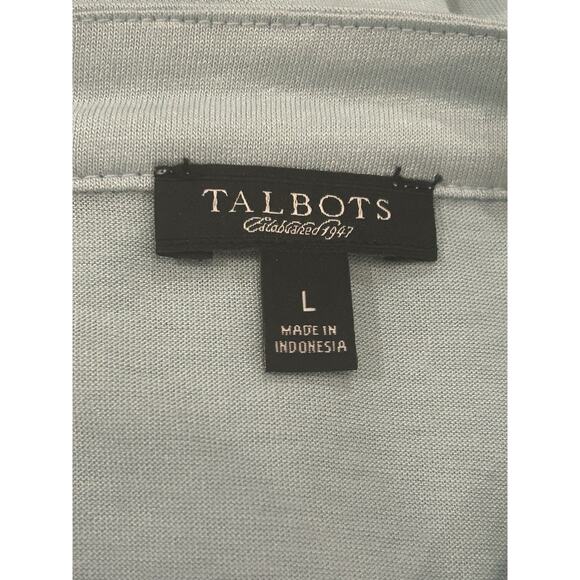 TALBOTS
Established 1947
L
MADE IN
INDONESIA